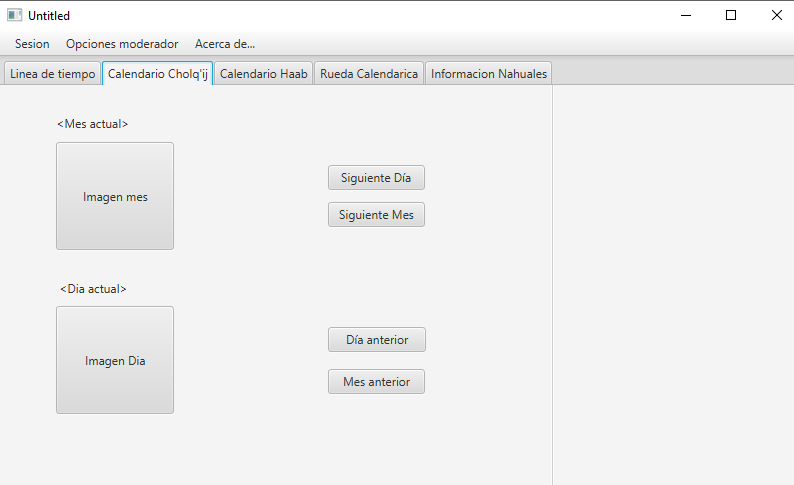 Untitled
Sesion Opciones moderador Acerca de...
Linea de tiempo Calendario Cholq'ij Calendario Haab Rueda Calendarica Informacion Nahuales
<Mes actual>
Imagen mes
Siguiente Día
Siguiente Mes
<Dia actual>
Imagen Dia
Día anterior
Mes anterior